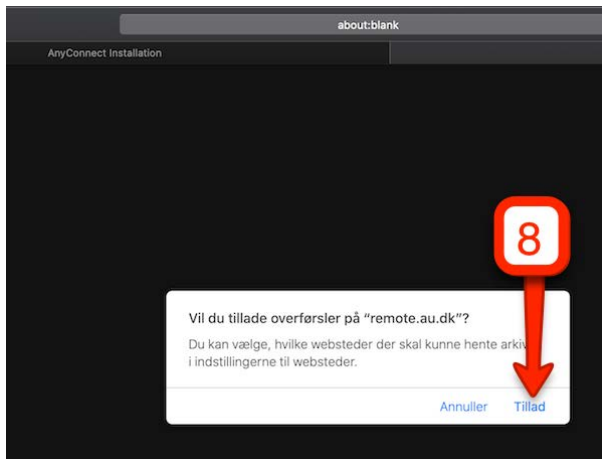 about:blank
AnyConnect Installation
8
Vil du tillade overførsler på “remote.au.dk”?
Du kan vælge, hvilke websteder der skal kunne hente arkiv
i indstillingerne til websteder.
Annuller Tillad